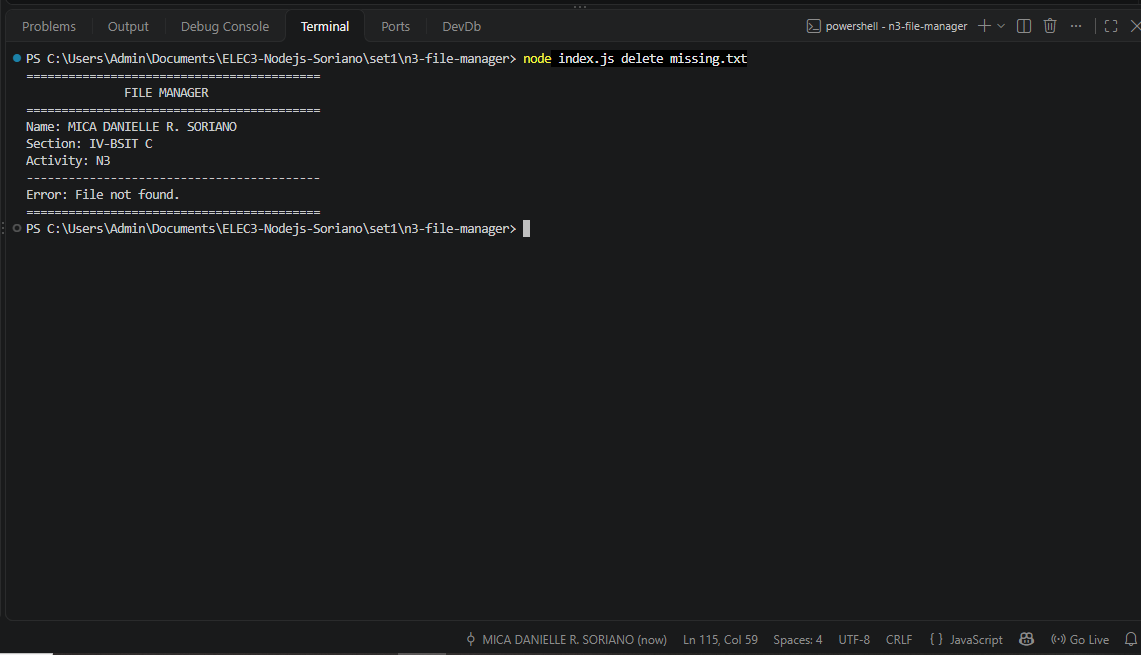 Problems Output Debug Console Terminal Ports DevDb powershell - n3-file-manager
PS C:\Users\Admin\Documents\ELEC3-Nodejs-Soriano\set1\n3-file-manager> node index.js delete missing.txt
==========================================
FILE MANAGER
==========================================
Name: MICA DANIELLE R. SORIANO
Section: IV-BSIT C
Activity: N3
------------------------------------------
Error: File not found.
==========================================
PS C:\Users\Admin\Documents\ELEC3-Nodejs-Soriano\set1\n3-file-manager>
MICA DANIELLE R. SORIANO (now) Ln 115, Col 59 Spaces: 4 UTF-8 CRLF {} JavaScript Go Live